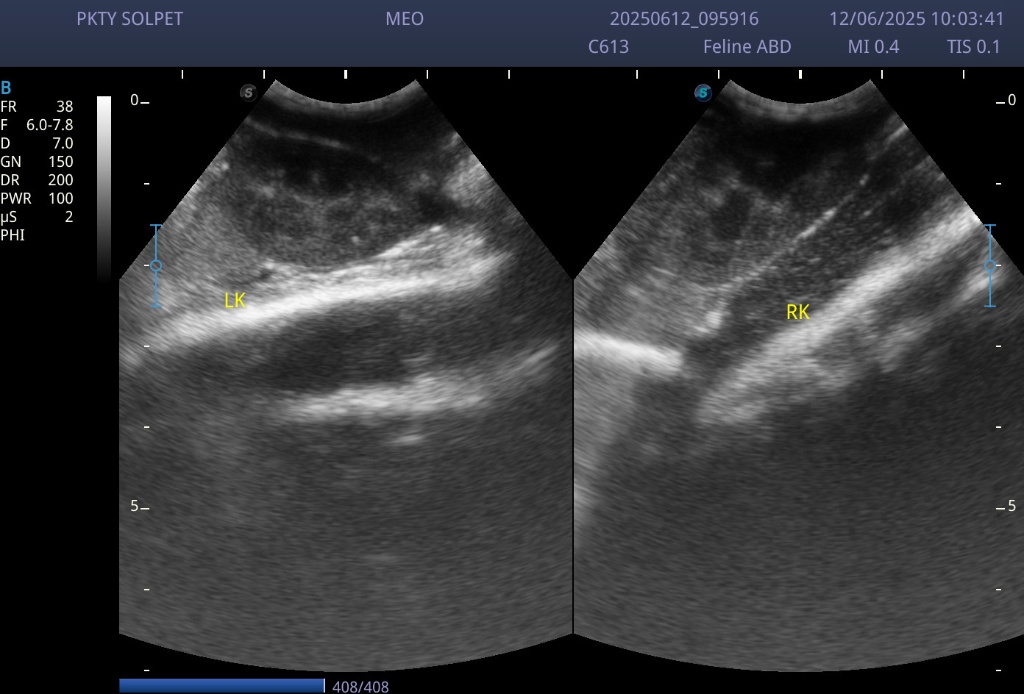 PKTY SOLPET MEO 20250612_095916 12/06/2025 10:03:41
C613 Feline ABD MI 0.4 TIS 0.1
B
FR 38
F 6.0-7.8
D 7.0
GN 150
DR 200
PWR 100
µS 2
PHI
0 S S 0
LK RK
5 5
408/408